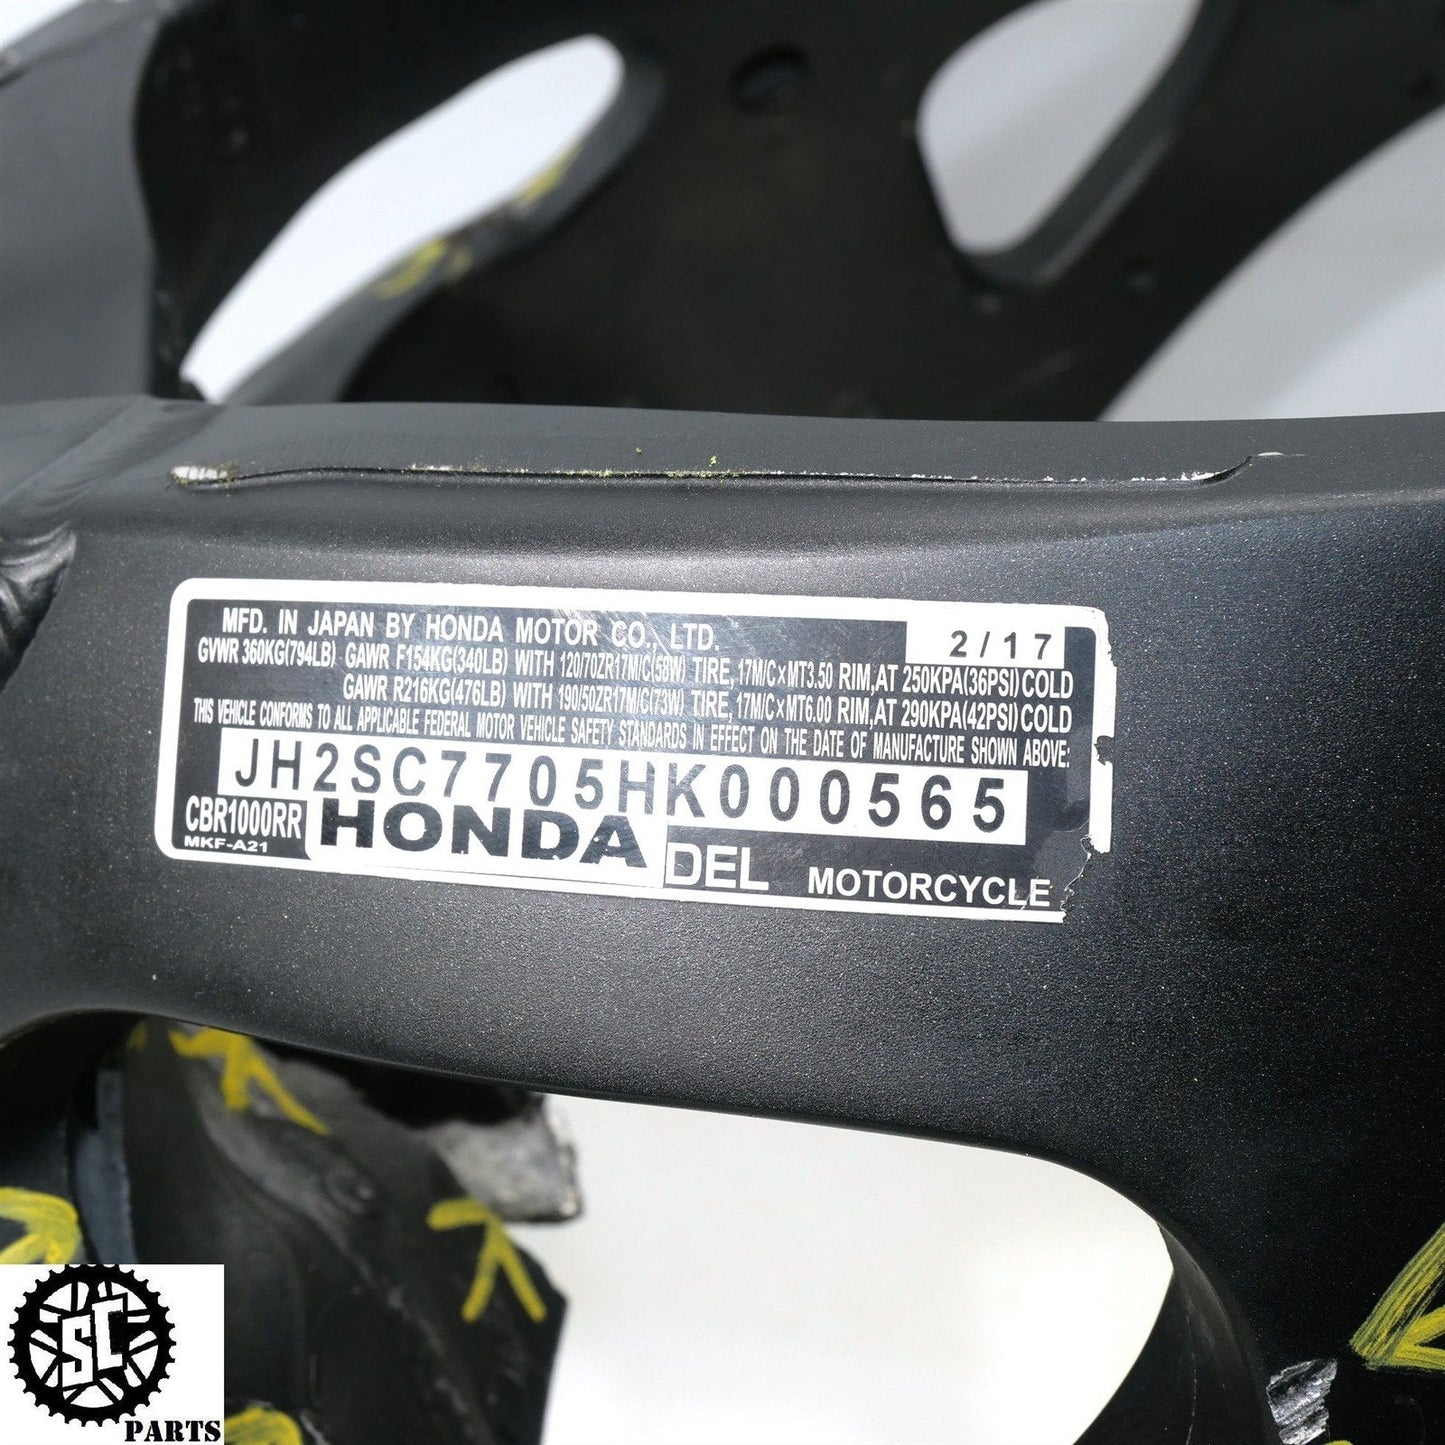 MFD. IN JAPAN BY HONDA MOTOR CO., LTD. 2/17
GVWR 360KG(794LB) GAWR F154KG(340LB) WITH 120/70ZR17M/C(58W) TIRE, 17M/C×MT3.50 RIM, AT 250KPA(36PSI) COLD
GAWR R216KG(476LB) WITH 190/50ZR17M/C(73W) TIRE, 17M/C×MT6.00 RIM, AT 290KPA(42PSI) COLD
THIS VEHICLE CONFORMS TO ALL APPLICABLE FEDERAL MOTOR VEHICLE SAFETY STANDARDS IN EFFECT ON THE DATE OF MANUFACTURE SHOWN ABOVE:
JH2SC7705HK000565
CBR1000RR HONDA DEL MOTORCYCLE
MKF-A21
SC
PARTS